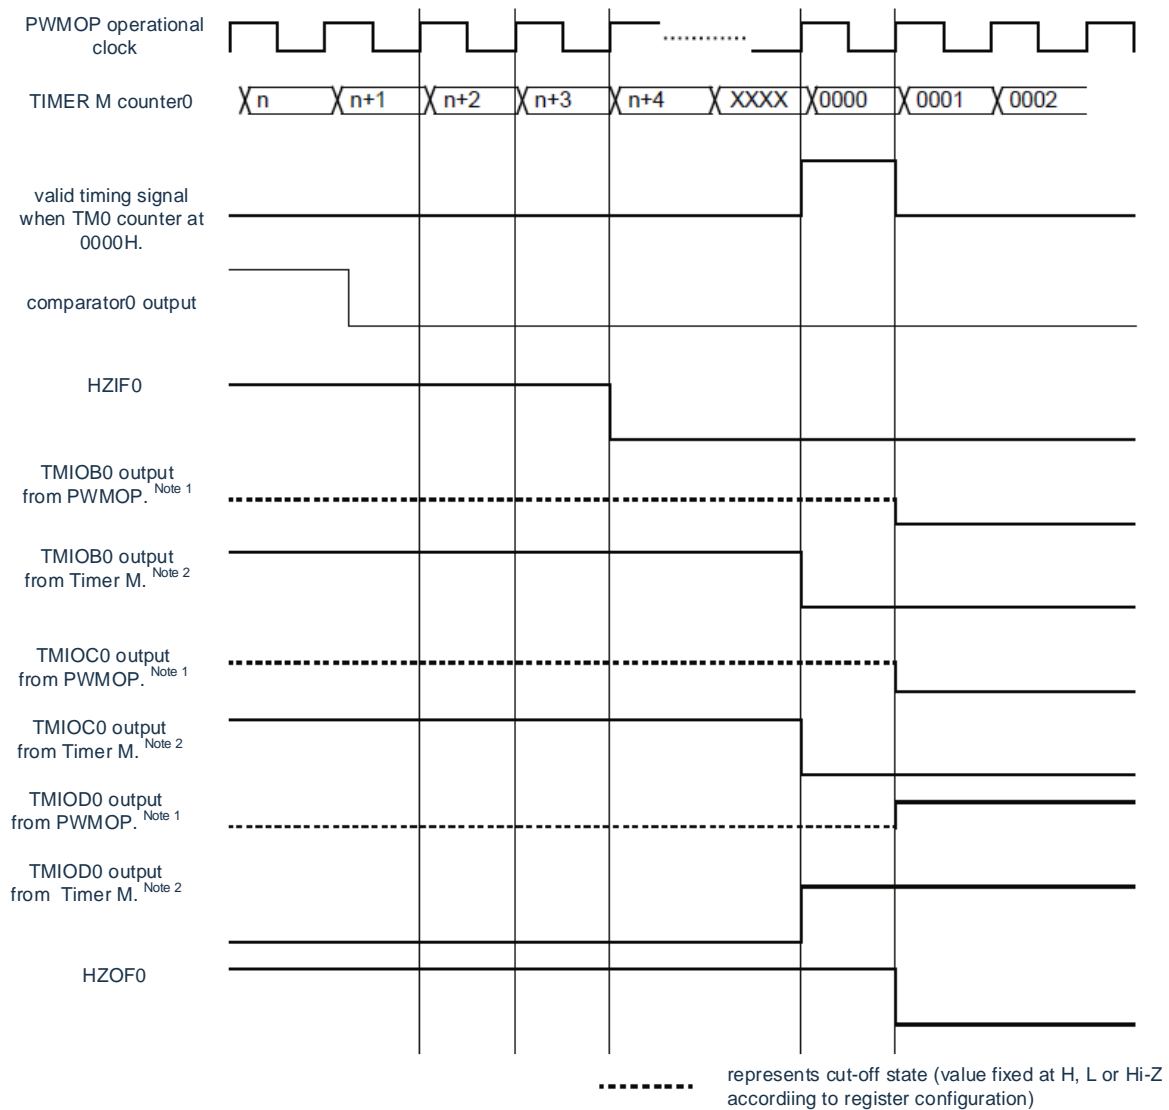 PWMOP operational
clock
TIMER M counter0
n n+1 n+2 n+3 n+4 XXXX 0000 0001 0002
valid timing signal
when TM0 counter at
0000H.
comparator0 output
HZIF0
TMIOB0 output
from PWMOP. Note 1
TMIOB0 output
from Timer M. Note 2
TMIOC0 output
from PWMOP. Note 1
TMIOC0 output
from Timer M. Note 2
TMIOD0 output
from PWMOP. Note 1
TMIOD0 output
from Timer M. Note 2
HZOF0
represents cut-off state (value fixed at H, L or Hi-Z
accordiing to register configuration)